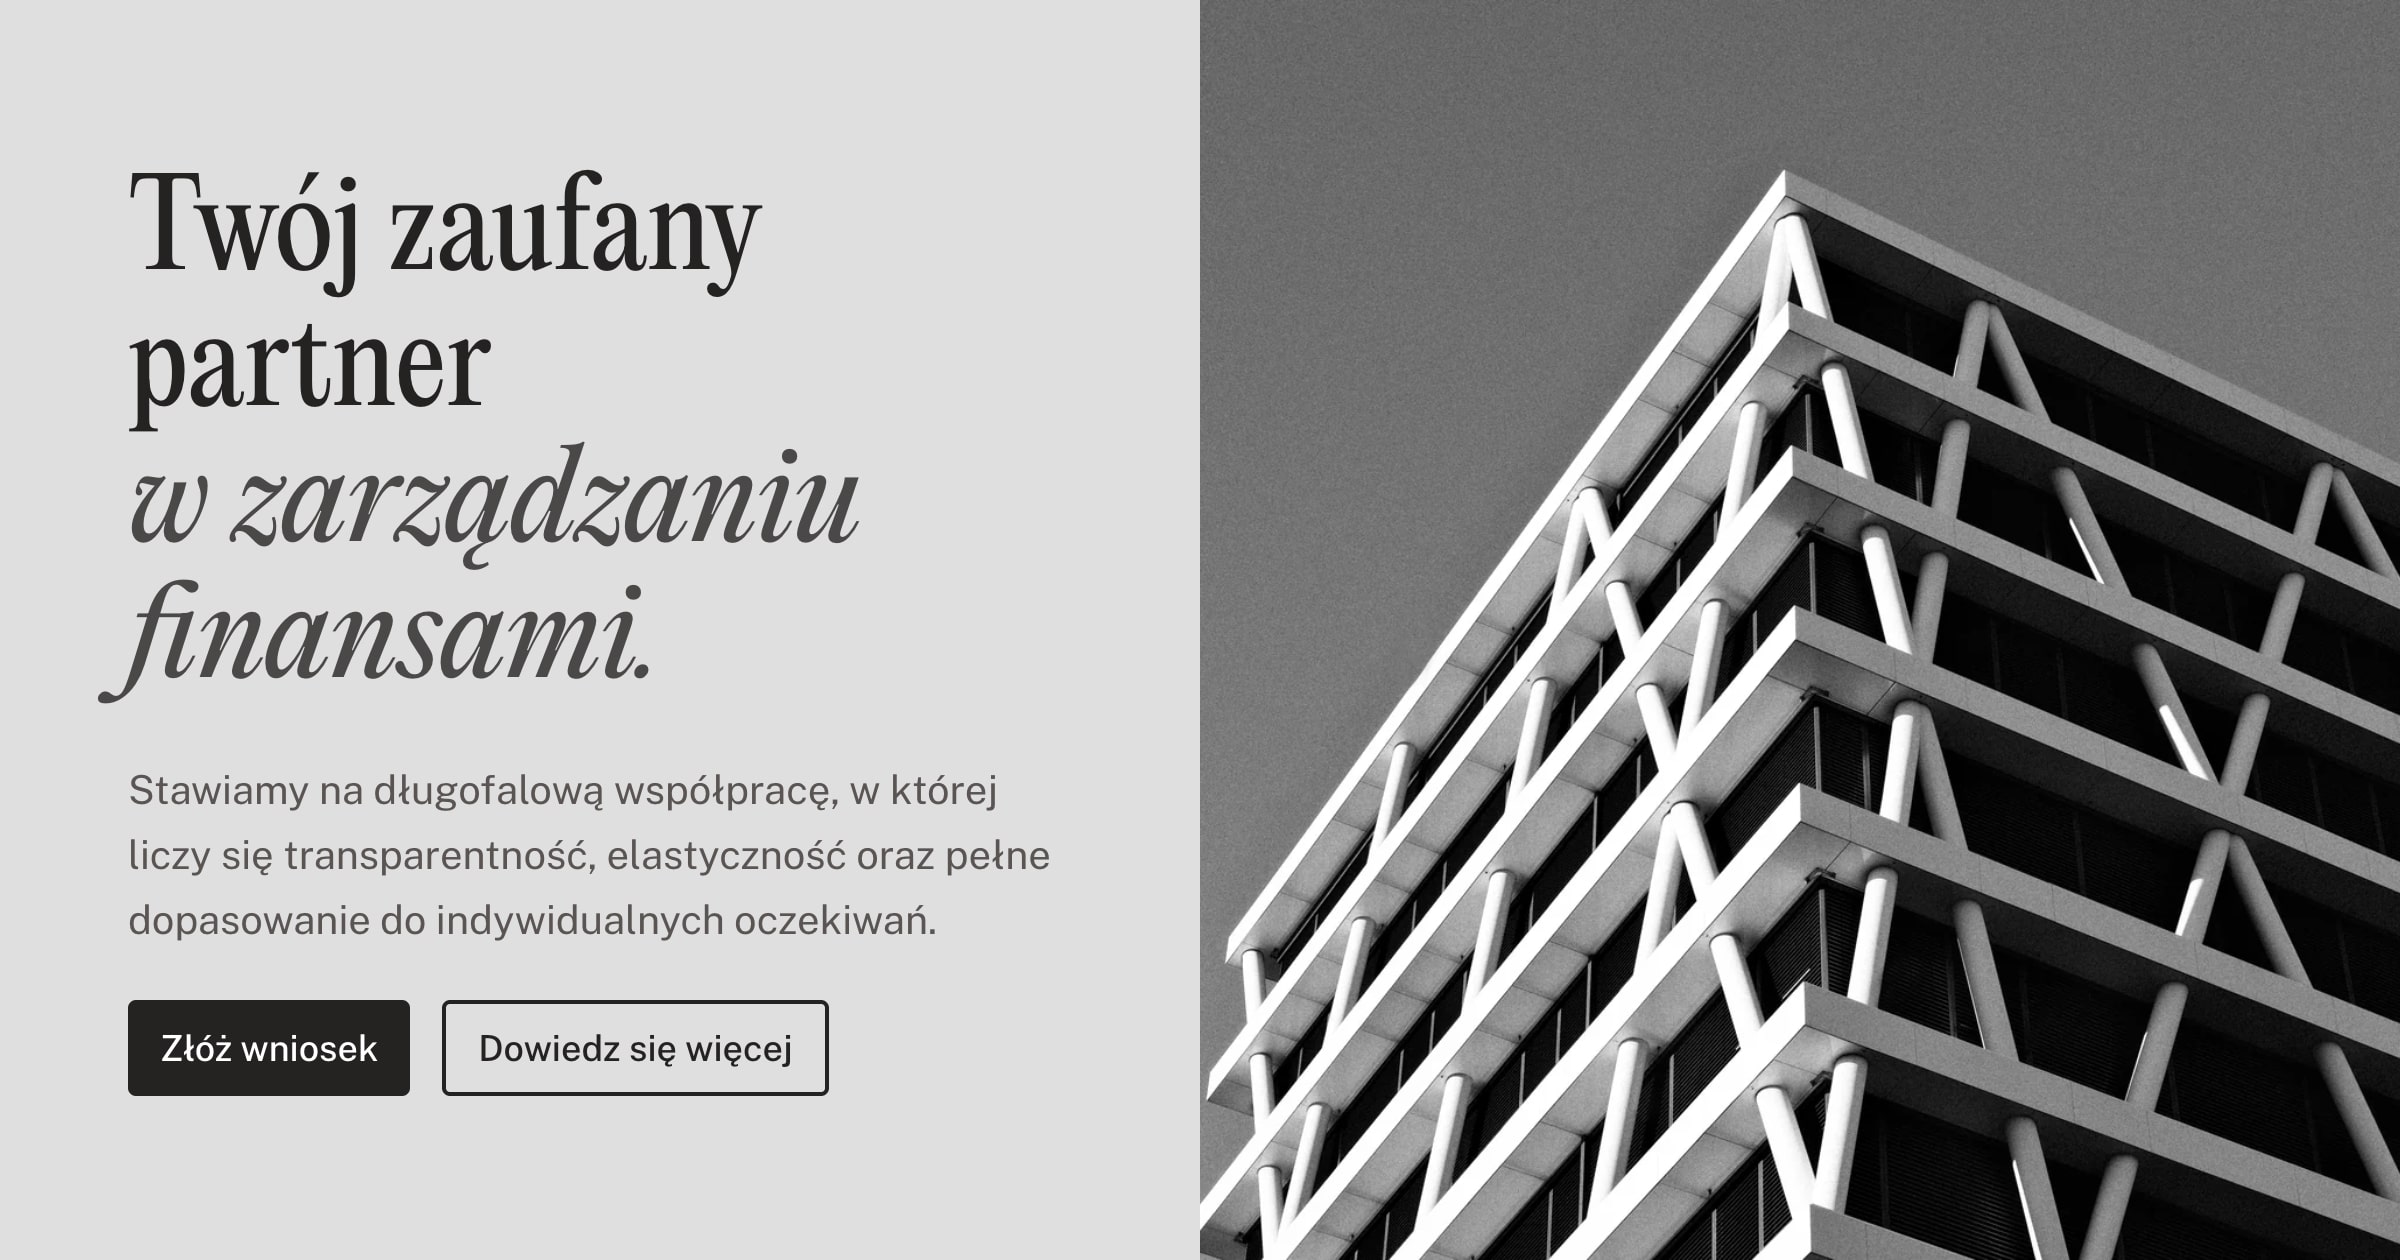 Twój zaufany
partner
w zarządzaniu
finansami.
Stawiamy na długofalową współpracę, w której
liczy się transparentność, elastyczność oraz pełne
dopasowanie do indywidualnych oczekiwań.
Złóż wniosek
Dowiedz się więcej